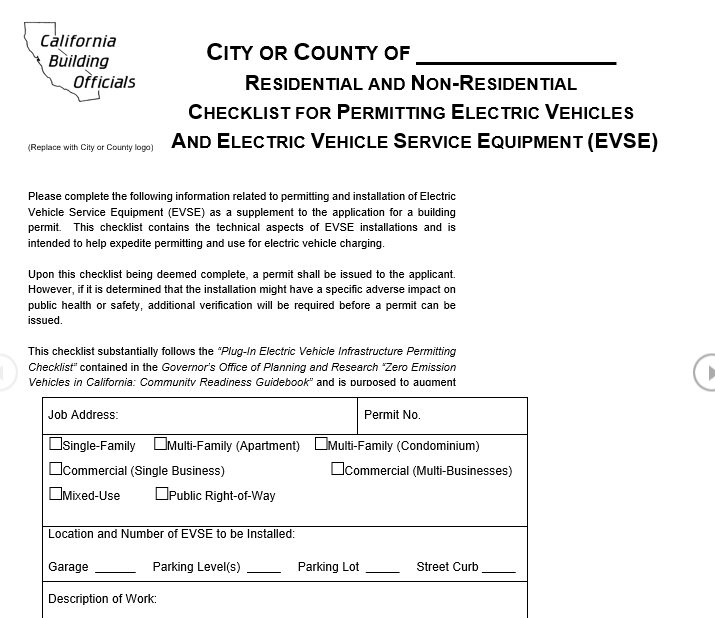 California
Building
Officials
(Replace with City or County logo)
CITY OR COUNTY OF _______________
RESIDENTIAL AND NON-RESIDENTIAL
CHECKLIST FOR PERMITTING ELECTRIC VEHICLES
AND ELECTRIC VEHICLE SERVICE EQUIPMENT (EVSE)
Please complete the following information related to permitting and installation of Electric
Vehicle Service Equipment (EVSE) as a supplement to the application for a building
permit. This checklist contains the technical aspects of EVSE installations and is
intended to help expedite permitting and use for electric vehicle charging.
Upon this checklist being deemed complete, a permit shall be issued to the applicant.
However, if it is determined that the installation might have a specific adverse impact on
public health or safety, additional verification will be required before a permit can be
issued.
This checklist substantially follows the “Plug-In Electric Vehicle Infrastructure Permitting
Checklist” contained in the Governor’s Office of Planning and Research “Zero Emission
Vehicles in California: Community Readiness Guidebook” and is purposed to augment
Job Address: Permit No.
☐Single-Family ☐Multi-Family (Apartment) ☐Multi-Family (Condominium)
☐Commercial (Single Business) ☐Commercial (Multi-Businesses)
☐Mixed-Use ☐Public Right-of-Way
Location and Number of EVSE to be Installed:
Garage ______ Parking Level(s) _____ Parking Lot _____ Street Curb _____
Description of Work: